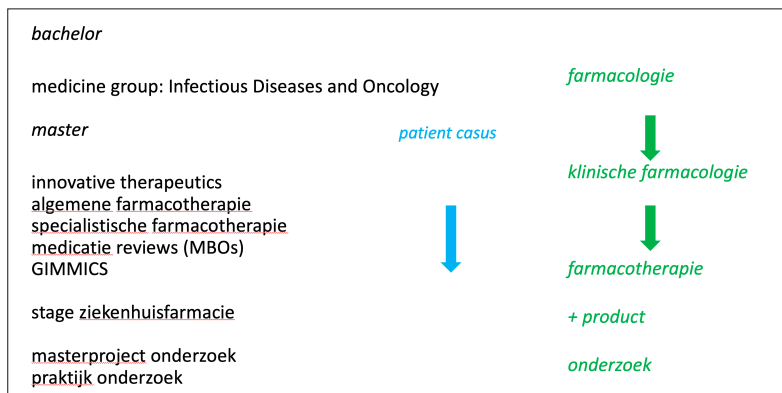 bachelor
farmacologie
medicine group: Infectious Diseases and Oncology
master
patient casus
klinische farmacologie
innovative therapeutics
algemene farmacotherapie
specialistische farmacotherapie
medicatie reviews (MBOs)
GIMMICS
farmacotherapie
stage ziekenhuisfarmacie
+ product
masterproject onderzoek
onderzoek
praktijk onderzoek